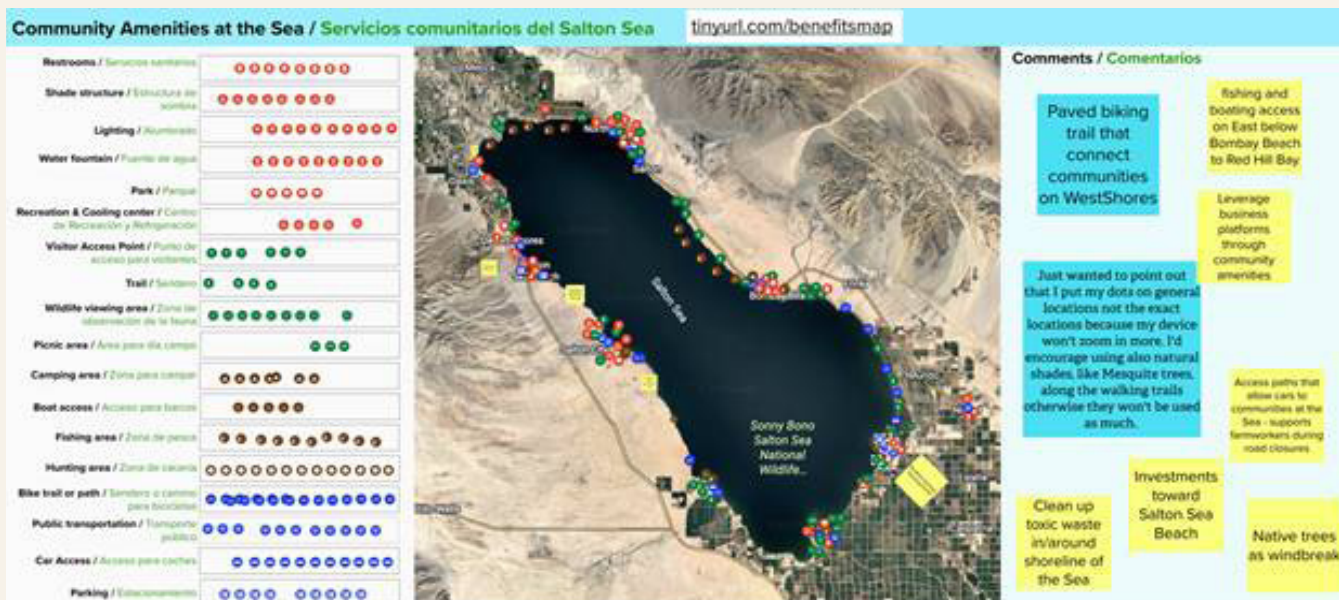 Community Amenities at the Sea / Servicios comunitarios del Salton Sea
tinyurl.com/benefitsmap
Restrooms / Servicios sanitarios
Shade structure / Estructura de
sombra
Lighting / Alumbrado
Water fountain / Fuente de agua
Park / Parque
Recreation & Cooling center / Centro
de Recreación y Refrigeración
Visitor Access Point / Punto de
acceso para visitantes
Trail / Sendero
Wildlife viewing area / Zona de
observación de la fauna
Picnic area / Área para día campo
Camping area / Zona para campar
Boat access / Acceso para barcos
Fishing area / Zona de pesca
Hunting area / Zona de cacería
Bike trail or path / Sendero o camino
para bicicletas
Public transportation / Transporte
público
Car Access / Acceso para coches
Parking / Estacionamiento
Salton Sea
Sonny Bono
Salton Sea
National
Wildlife...
Comments / Comentarios
Paved biking
trail that
connect
communities
on WestShores
fishing and
boating access
on East below
Bombay Beach
to Red Hill Bay
Leverage
business
platforms
through
community
amenities
Just wanted to point out
that I put my dots on general
locations not the exact
locations because my device
won't zoom in more. I'd
encourage using also natural
shades, like Mesquite trees,
along the walking trails
otherwise they won't be used
as much.
Access paths that
allow cars to
communities at the
Sea - supports
farmworkers during
road closures
Clean up
toxic waste
in/around
shoreline of
the Sea
Investments
toward
Salton Sea
Beach
Native trees
as windbreak